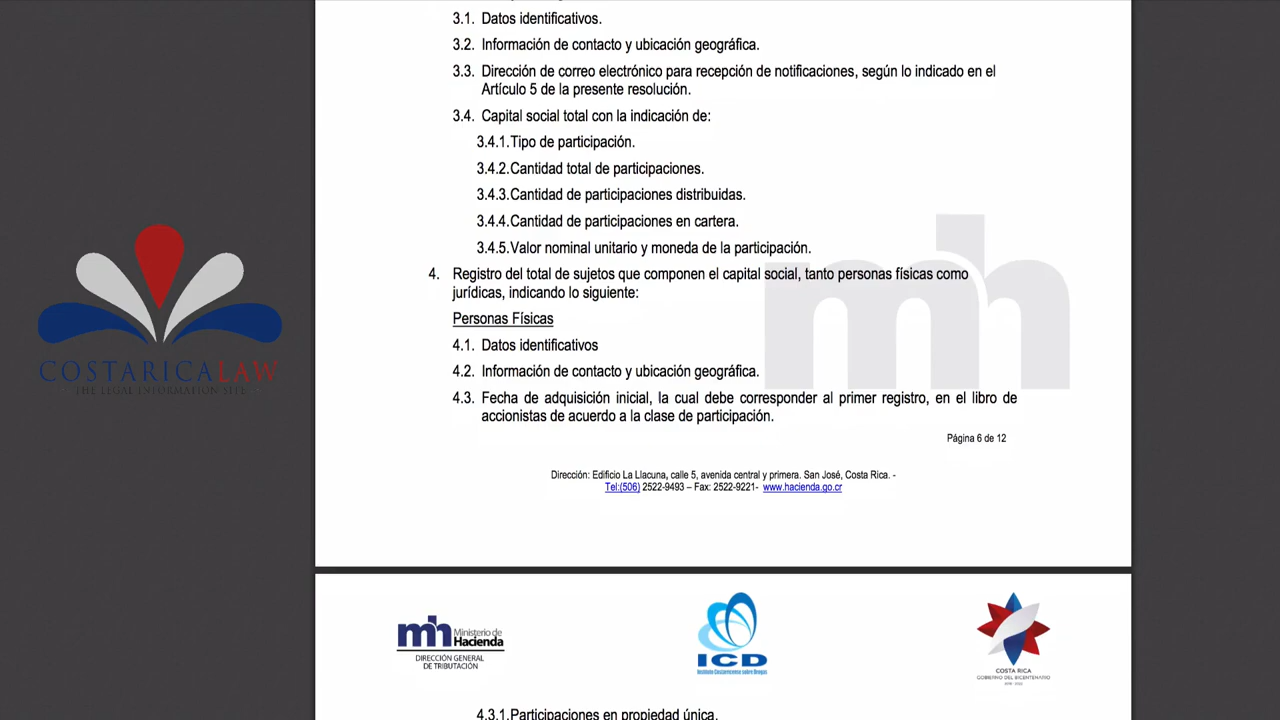 3.1. Datos identificativos.
3.2. Información de contacto y ubicación geográfica.
3.3. Dirección de correo electrónico para recepción de notificaciones, según lo indicado en el
Artículo 5 de la presente resolución.
3.4. Capital social total con la indicación de:
3.4.1.Tipo de participación.
3.4.2.Cantidad total de participaciones.
3.4.3.Cantidad de participaciones distribuidas.
3.4.4.Cantidad de participaciones en cartera.
3.4.5.Valor nominal unitario y moneda de la participación.
4. Registro del total de sujetos que componen el capital social, tanto personas físicas como
jurídicas, indicando lo siguiente:
Personas Físicas
4.1. Datos identificativos
4.2. Información de contacto y ubicación geográfica.
4.3. Fecha de adquisición inicial, la cual debe corresponder al primer registro, en el libro de
accionistas de acuerdo a la clase de participación.
Página 6 de 12
Dirección: Edificio La Llacuna, calle 5, avenida central y primera. San José, Costa Rica. -
Tel:(506) 2522-9493 – Fax: 2522-9221- www.hacienda.go.cr
mh
COSTARICALAW
THE LEGAL INFORMATION SITE
mh Ministerio de
Hacienda
DIRECCIÓN GENERAL
DE TRIBUTACIÓN
ICD
Instituto Costarricense sobre Drogas
COSTA RICA
GOBIERNO DEL BICENTENARIO
4.3.1.Participaciones en propiedad única.